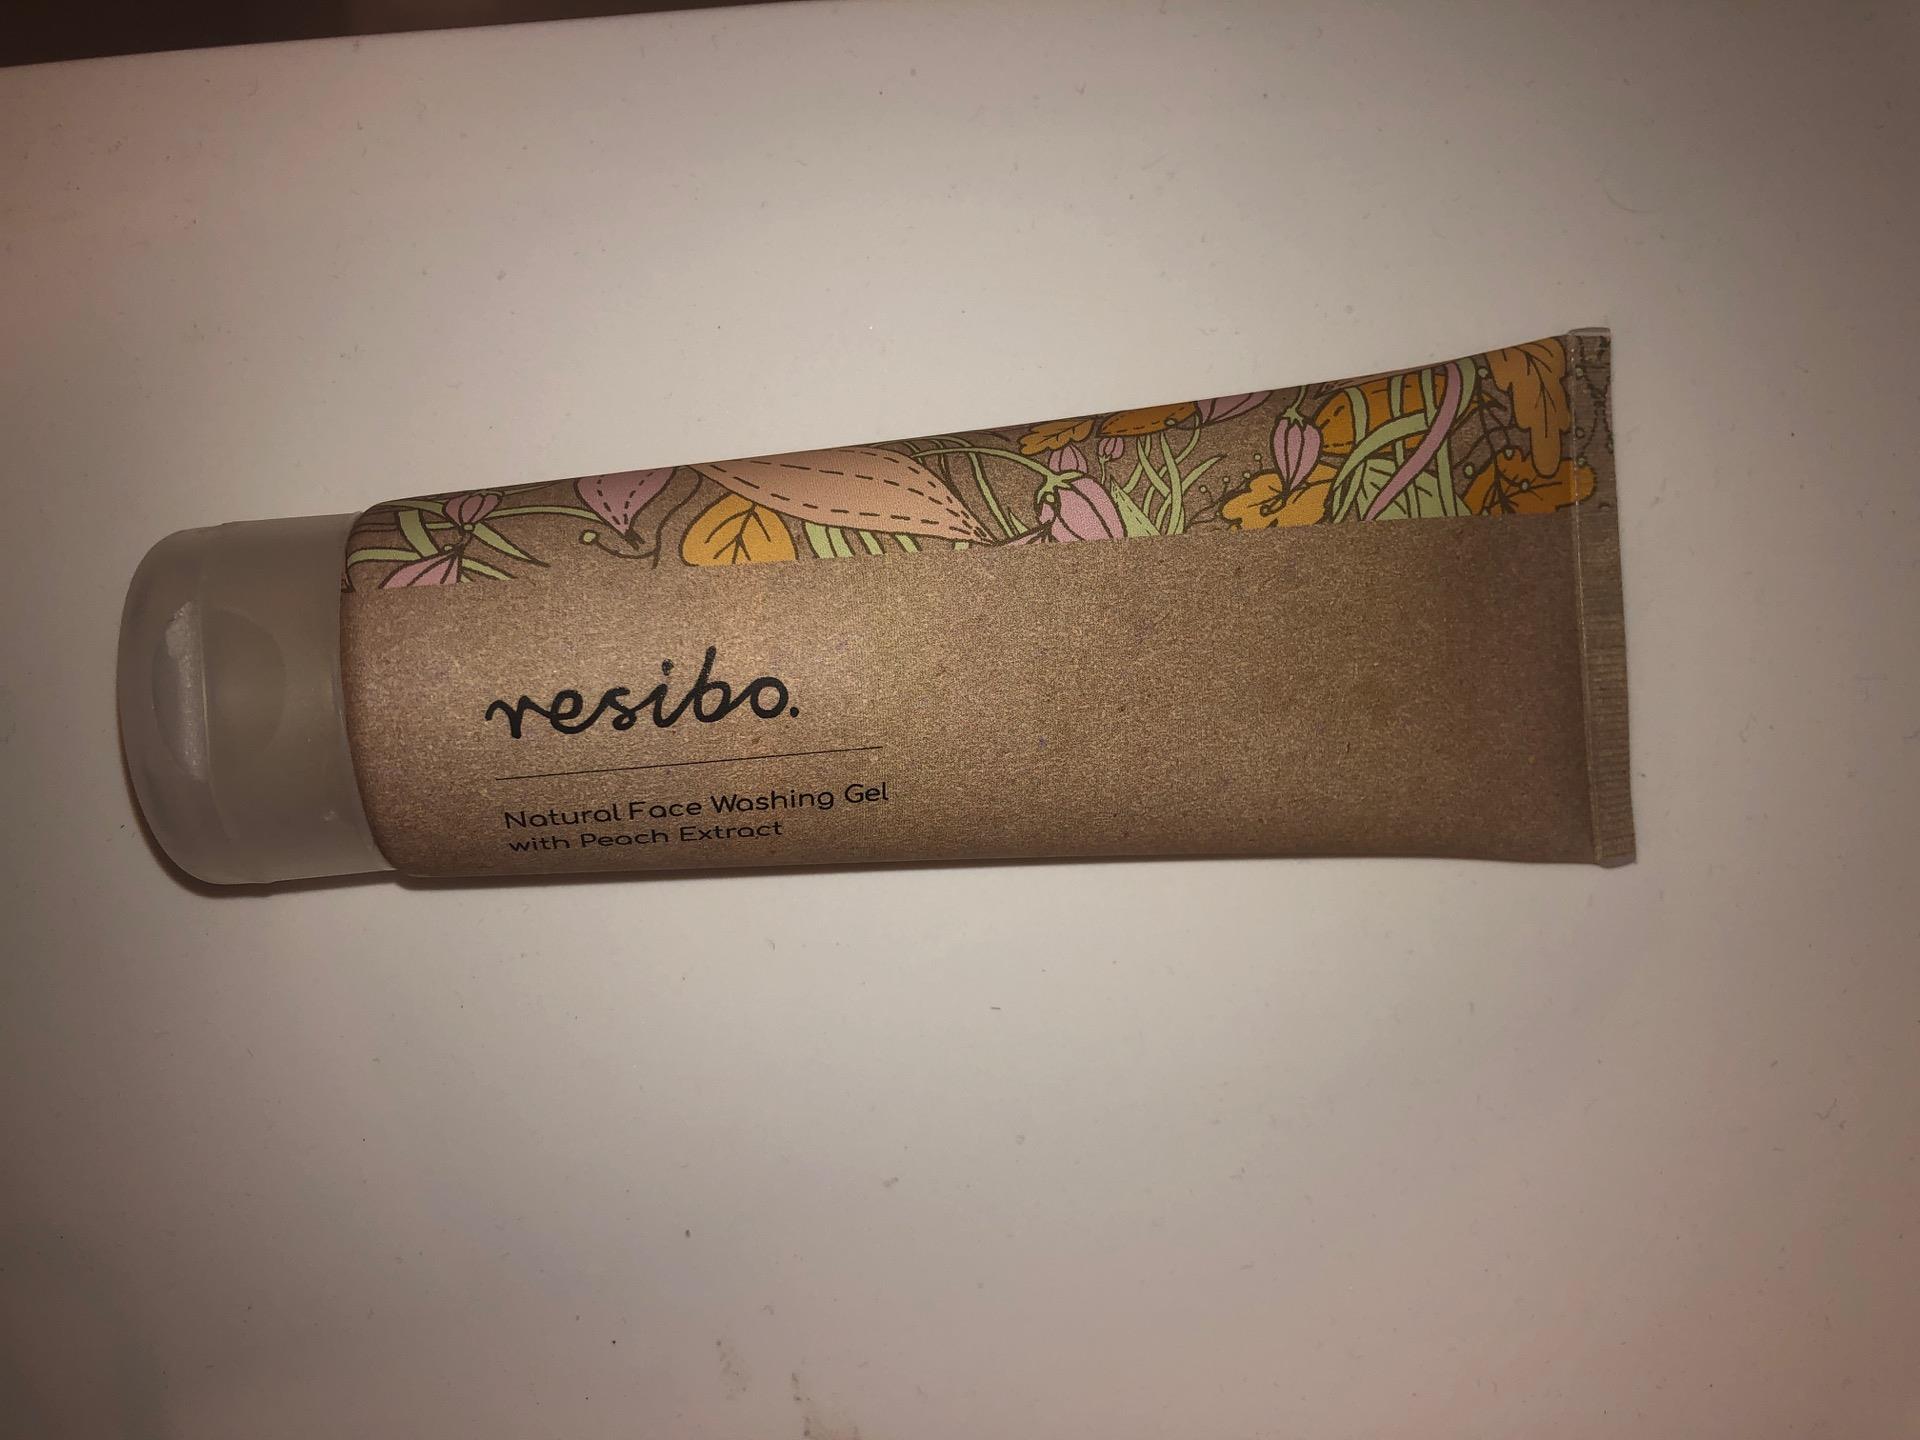 resibo.
Natural Face Washing Gel
with Peach Extract